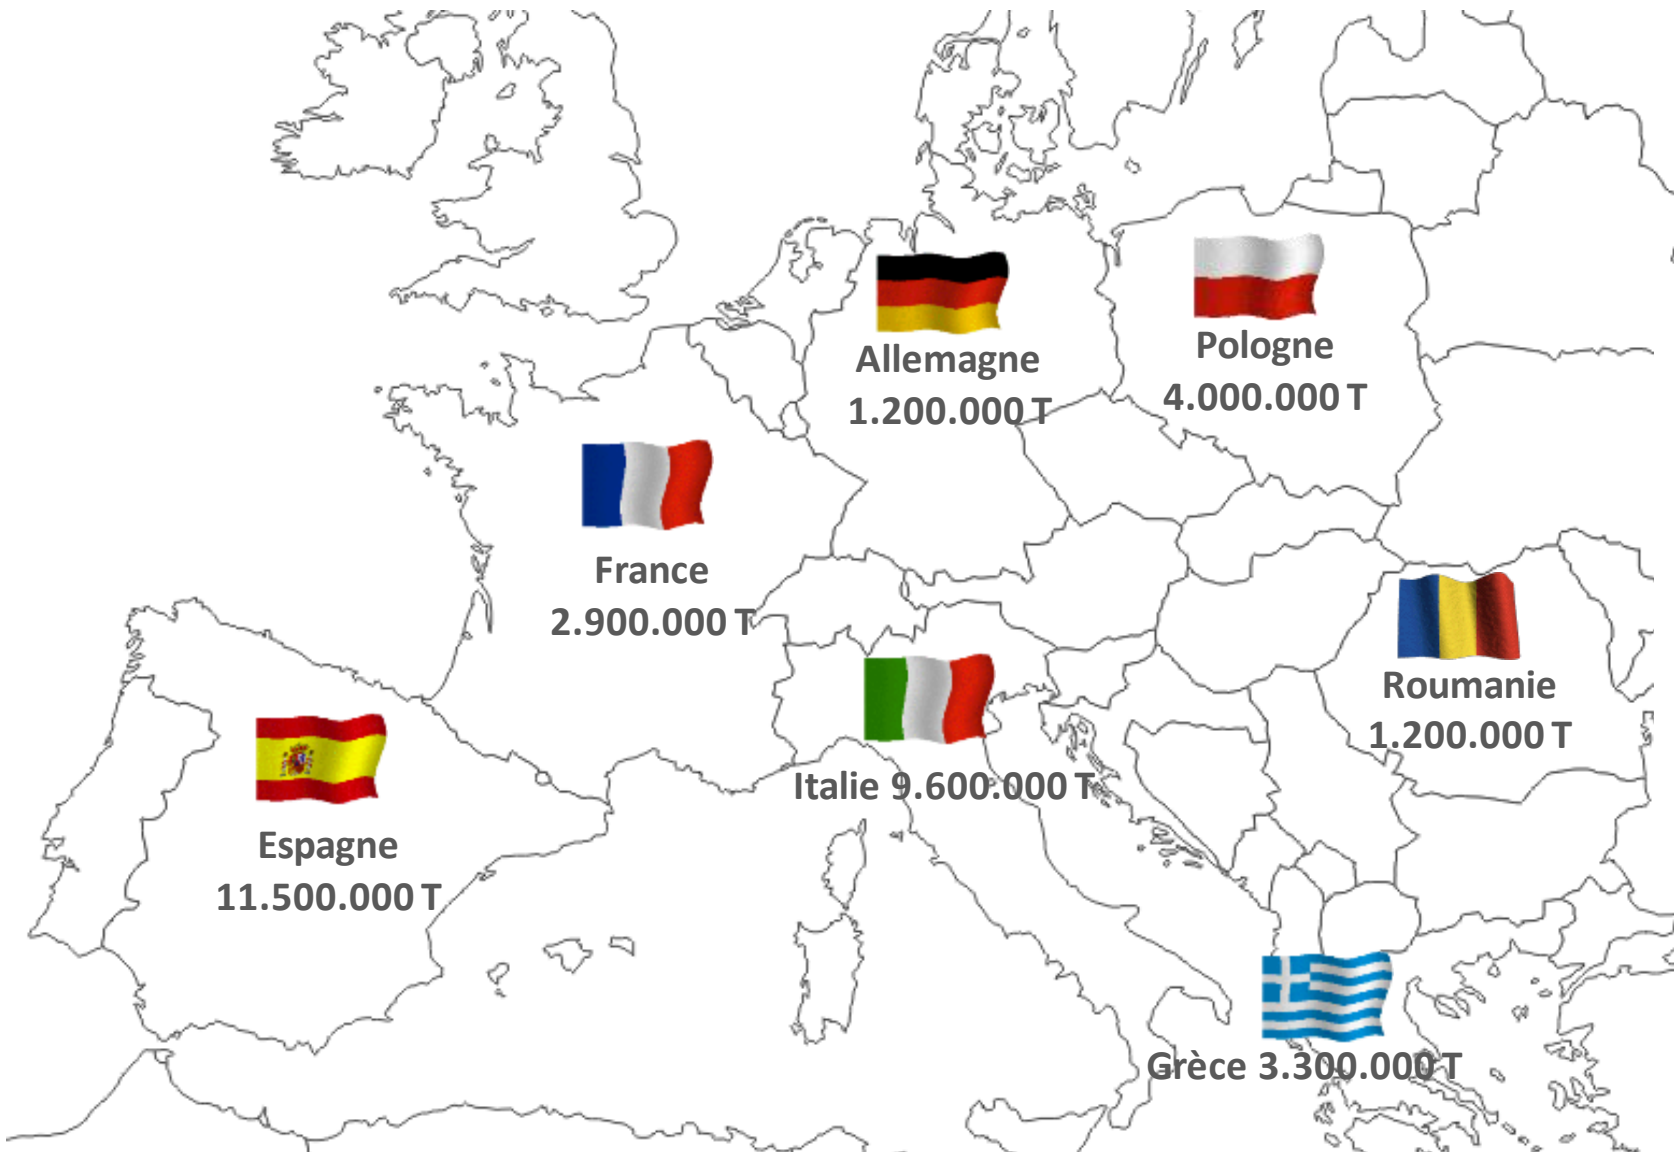 Allemagne
1.200.000 T
Pologne
4.000.000 T
France
2.900.000 T
Roumanie
1.200.000 T
Italie 9.600.000 T
Espagne
11.500.000 T
Grèce 3.300.000 T